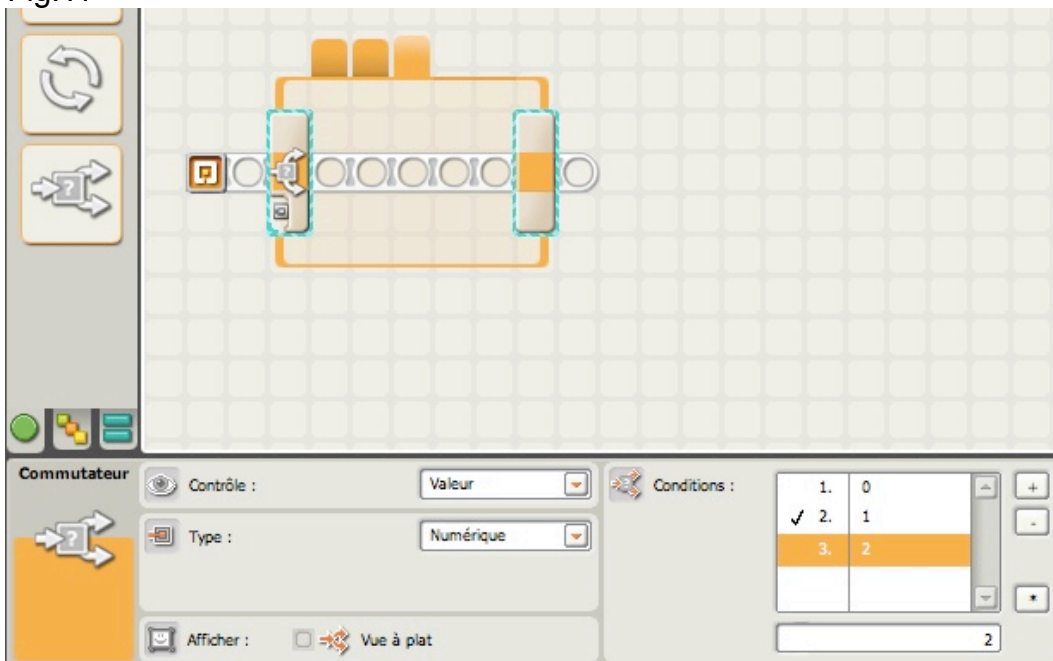 Commutateur
Contrôle :
Valeur
Type :
Numérique
Afficher :
Vue à plat
Conditions :
1. 0
✓ 2. 1
3. 2
+
-
*
2